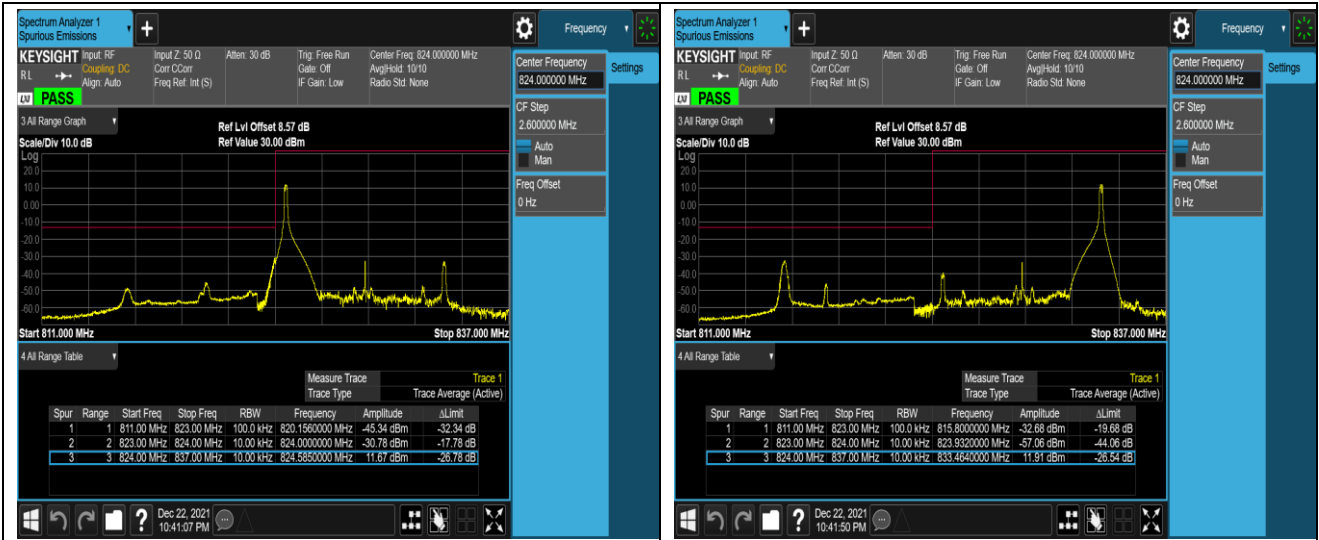 Spectrum Analyzer 1
Spurious Emissions
+
Frequency
KEYSIGHT
RL
Input: RF
Coupling: DC
Align: Auto
Input Z: 50 Ω
Corr CCorr
Freq Ref: Int (S)
Atten: 30 dB
Trig: Free Run
Gate: Off
IF Gain: Low
Center Freq: 824.000000 MHz
Avg|Hold: 10/10
Radio Std: None
LXI PASS
Center Frequency
824.000000 MHz
Settings
CF Step
2.600000 MHz
Auto
Man
Freq Offset
0 Hz
3 All Range Graph
Scale/Div 10.0 dB
Ref Lvl Offset 8.57 dB
Ref Value 30.00 dBm
Log
20.0
10.0
0.00
-10.0
-20.0
-30.0
-40.0
-50.0
-60.0
Start 811.000 MHz
Stop 837.000 MHz
4 All Range Table
Measure Trace Trace 1
Trace Type Trace Average (Active)
Spur Range Start Freq Stop Freq RBW Frequency Amplitude ΔLimit
1 1 811.00 MHz 823.00 MHz 100.0 kHz 820.1560000 MHz -45.34 dBm -32.34 dB
2 2 823.00 MHz 824.00 MHz 10.00 kHz 824.0000000 MHz -30.78 dBm -17.78 dB
3 3 824.00 MHz 837.00 MHz 10.00 kHz 824.5850000 MHz 11.67 dBm -26.78 dB
?
Dec 22, 2021
10:41:07 PM
Spectrum Analyzer 1
Spurious Emissions
+
Frequency
KEYSIGHT
RL
Input: RF
Coupling: DC
Align: Auto
Input Z: 50 Ω
Corr CCorr
Freq Ref: Int (S)
Atten: 30 dB
Trig: Free Run
Gate: Off
IF Gain: Low
Center Freq: 824.000000 MHz
Avg|Hold: 10/10
Radio Std: None
LXI PASS
Center Frequency
824.000000 MHz
Settings
CF Step
2.600000 MHz
Auto
Man
Freq Offset
0 Hz
3 All Range Graph
Scale/Div 10.0 dB
Ref Lvl Offset 8.57 dB
Ref Value 30.00 dBm
Log
20.0
10.0
0.00
-10.0
-20.0
-30.0
-40.0
-50.0
-60.0
Start 811.000 MHz
Stop 837.000 MHz
4 All Range Table
Measure Trace Trace 1
Trace Type Trace Average (Active)
Spur Range Start Freq Stop Freq RBW Frequency Amplitude ΔLimit
1 1 811.00 MHz 823.00 MHz 100.0 kHz 815.8000000 MHz -32.68 dBm -19.68 dB
2 2 823.00 MHz 824.00 MHz 10.00 kHz 823.9320000 MHz -57.06 dBm -44.06 dB
3 3 824.00 MHz 837.00 MHz 10.00 kHz 833.4640000 MHz 11.91 dBm -26.54 dB
?
Dec 22, 2021
10:41:50 PM